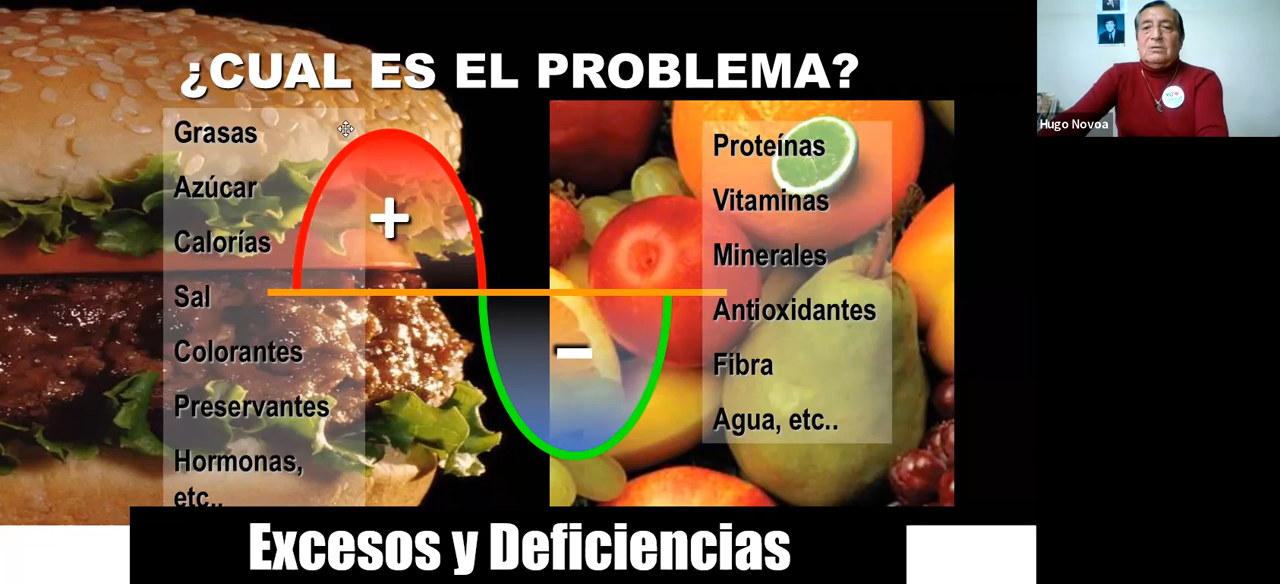 ¿CUAL ES EL PROBLEMA?
Grasas
Azúcar
Calorías
Sal
Colorantes
Preservantes
Hormonas,
etc..
+
-
Proteínas
Vitaminas
Minerales
Antioxidantes
Fibra
Agua, etc..
Excesos y Deficiencias
Hugo Novoa